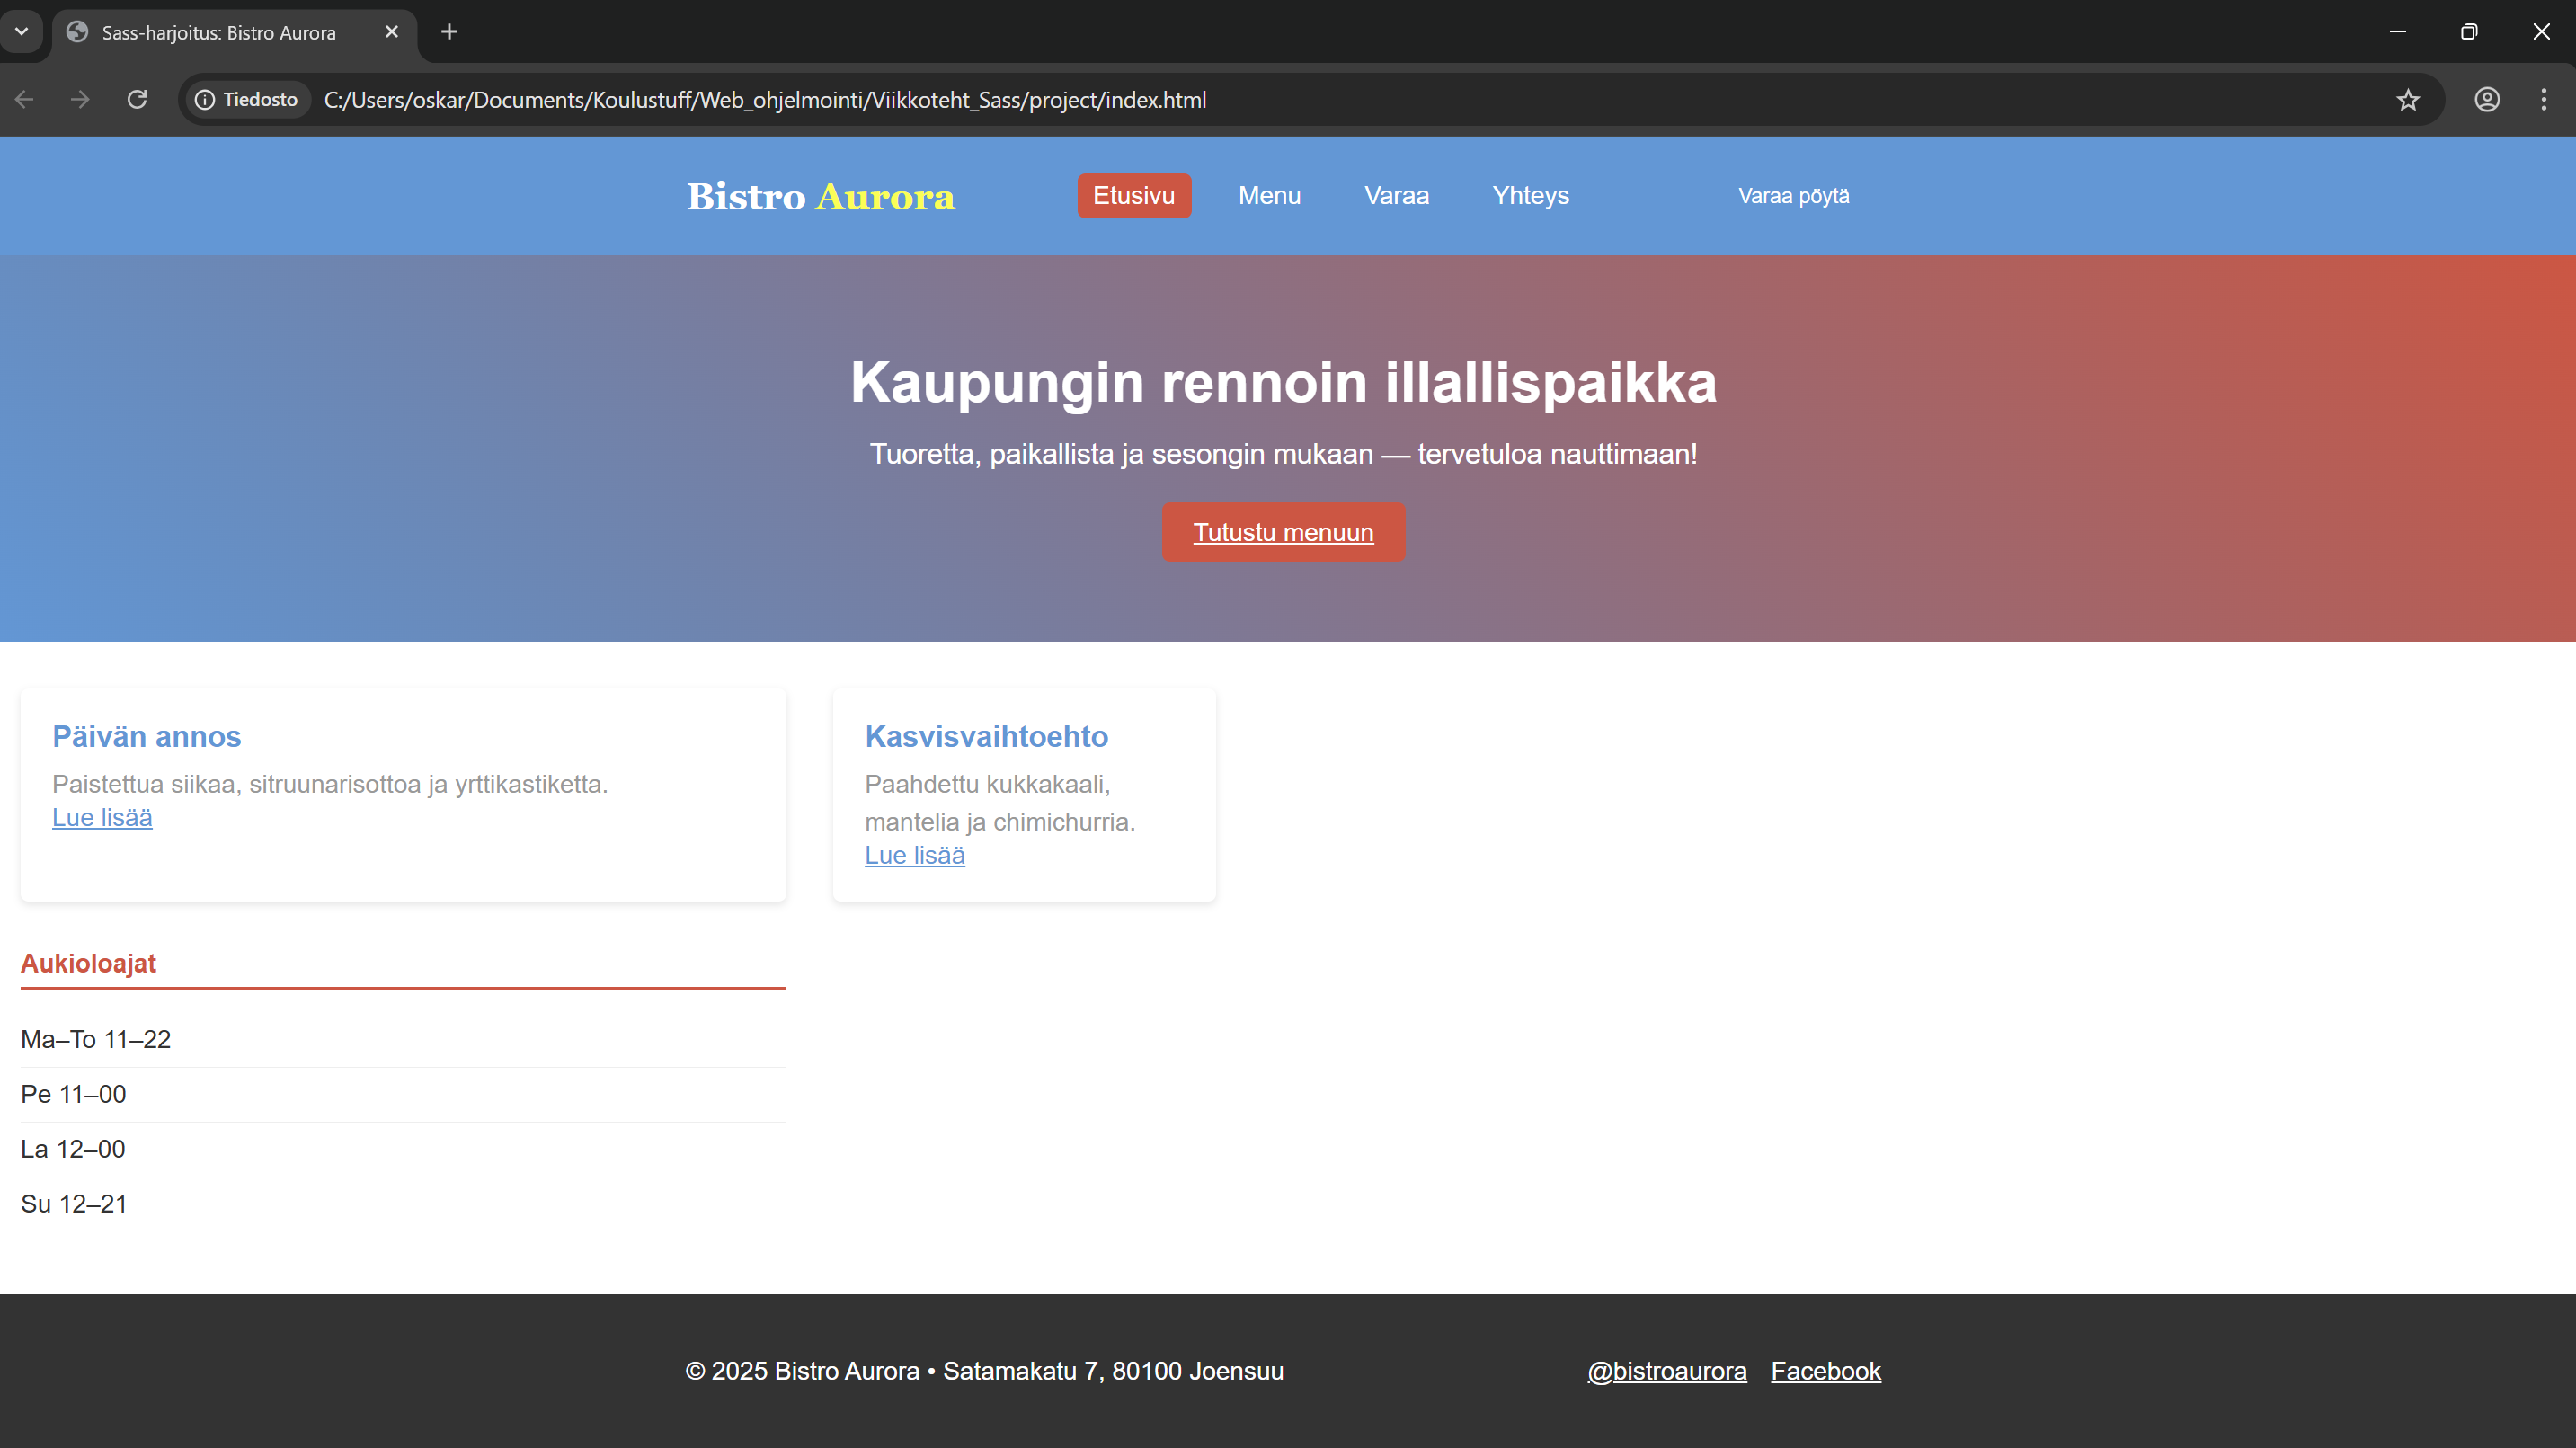 Sass-harjoitus: Bistro Aurora
Tiedosto C:/Users/oskar/Documents/Koulustuff/Web_ohjelmointi/Viikkoteht_Sass/project/index.html
Bistro Aurora Etusivu Menu Varaa Yhteys Varaa pöytä
Kaupungin rennoin illallispaikka
Tuoretta, paikallista ja sesongin mukaan — tervetuloa nauttimaan!
Tutustu menuun
Päivän annos
Paistettua siikaa, sitruunarisottoa ja yrttikastiketta.
Lue lisää
Kasvisvaihtoehto
Paahdettu kukkakaali,
mantelia ja chimichurria.
Lue lisää
Aukioloajat
Ma–To 11–22
Pe 11–00
La 12–00
Su 12–21
© 2025 Bistro Aurora • Satamakatu 7, 80100 Joensuu @bistroaurora Facebook